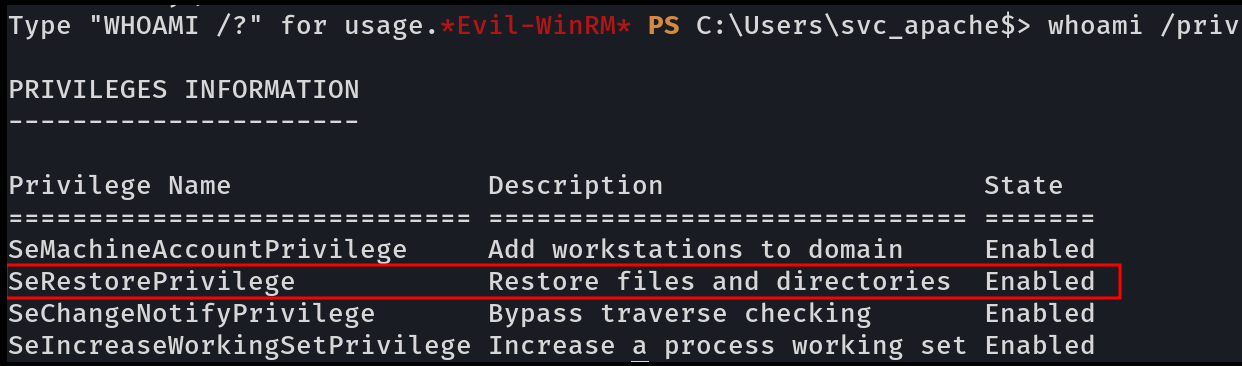 Type "WHOAMI /?" for usage.*Evil-WinRM* PS C:\Users\svc_apache$> whoami /priv
PRIVILEGES INFORMATION
----------------------
Privilege Name                Description                    State
============================= ============================== =======
SeMachineAccountPrivilege     Add workstations to domain     Enabled
SeRestorePrivilege            Restore files and directories  Enabled
SeChangeNotifyPrivilege       Bypass traverse checking       Enabled
SeIncreaseWorkingSetPrivilege Increase a process working set Enabled